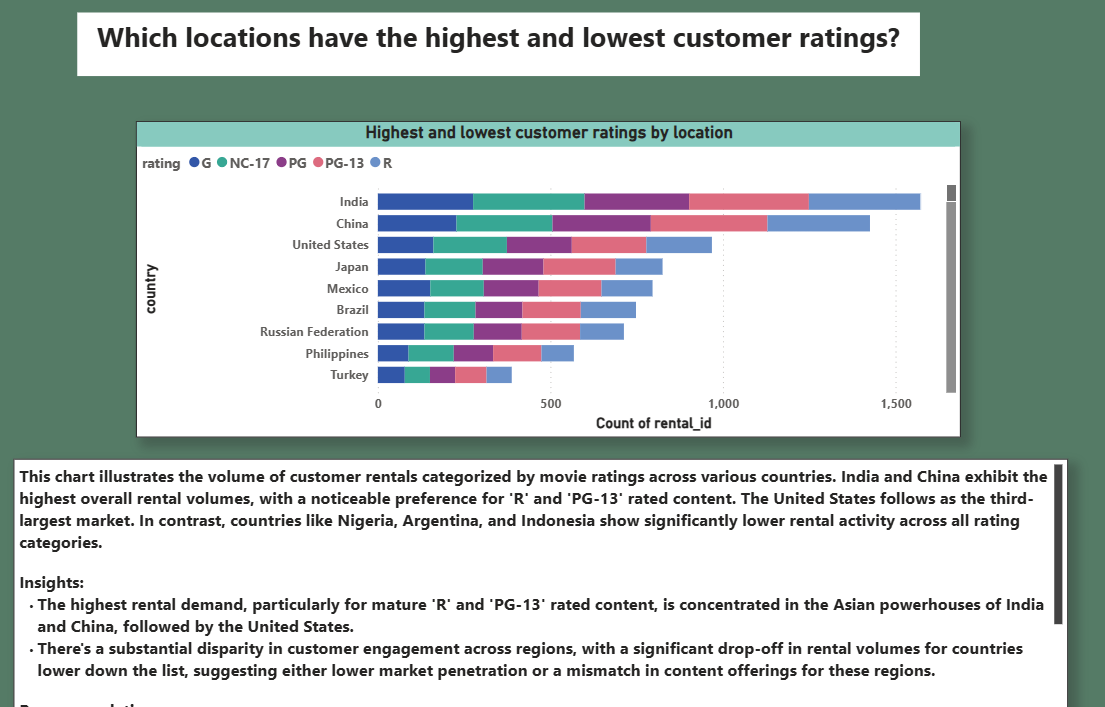 Which locations have the highest and lowest customer ratings?
Highest and lowest customer ratings by location
rating G NC-17 PG PG-13 R
country
India
China
United States
Japan
Mexico
Brazil
Russian Federation
Philippines
Turkey
0 500 1,000 1,500
Count of rental_id
This chart illustrates the volume of customer rentals categorized by movie ratings across various countries. India and China exhibit the
highest overall rental volumes, with a noticeable preference for 'R' and 'PG-13' rated content. The United States follows as the third-
largest market. In contrast, countries like Nigeria, Argentina, and Indonesia show significantly lower rental activity across all rating
categories.
Insights:
· The highest rental demand, particularly for mature 'R' and 'PG-13' rated content, is concentrated in the Asian powerhouses of India
and China, followed by the United States.
· There's a substantial disparity in customer engagement across regions, with a significant drop-off in rental volumes for countries
lower down the list, suggesting either lower market penetration or a mismatch in content offerings for these regions.